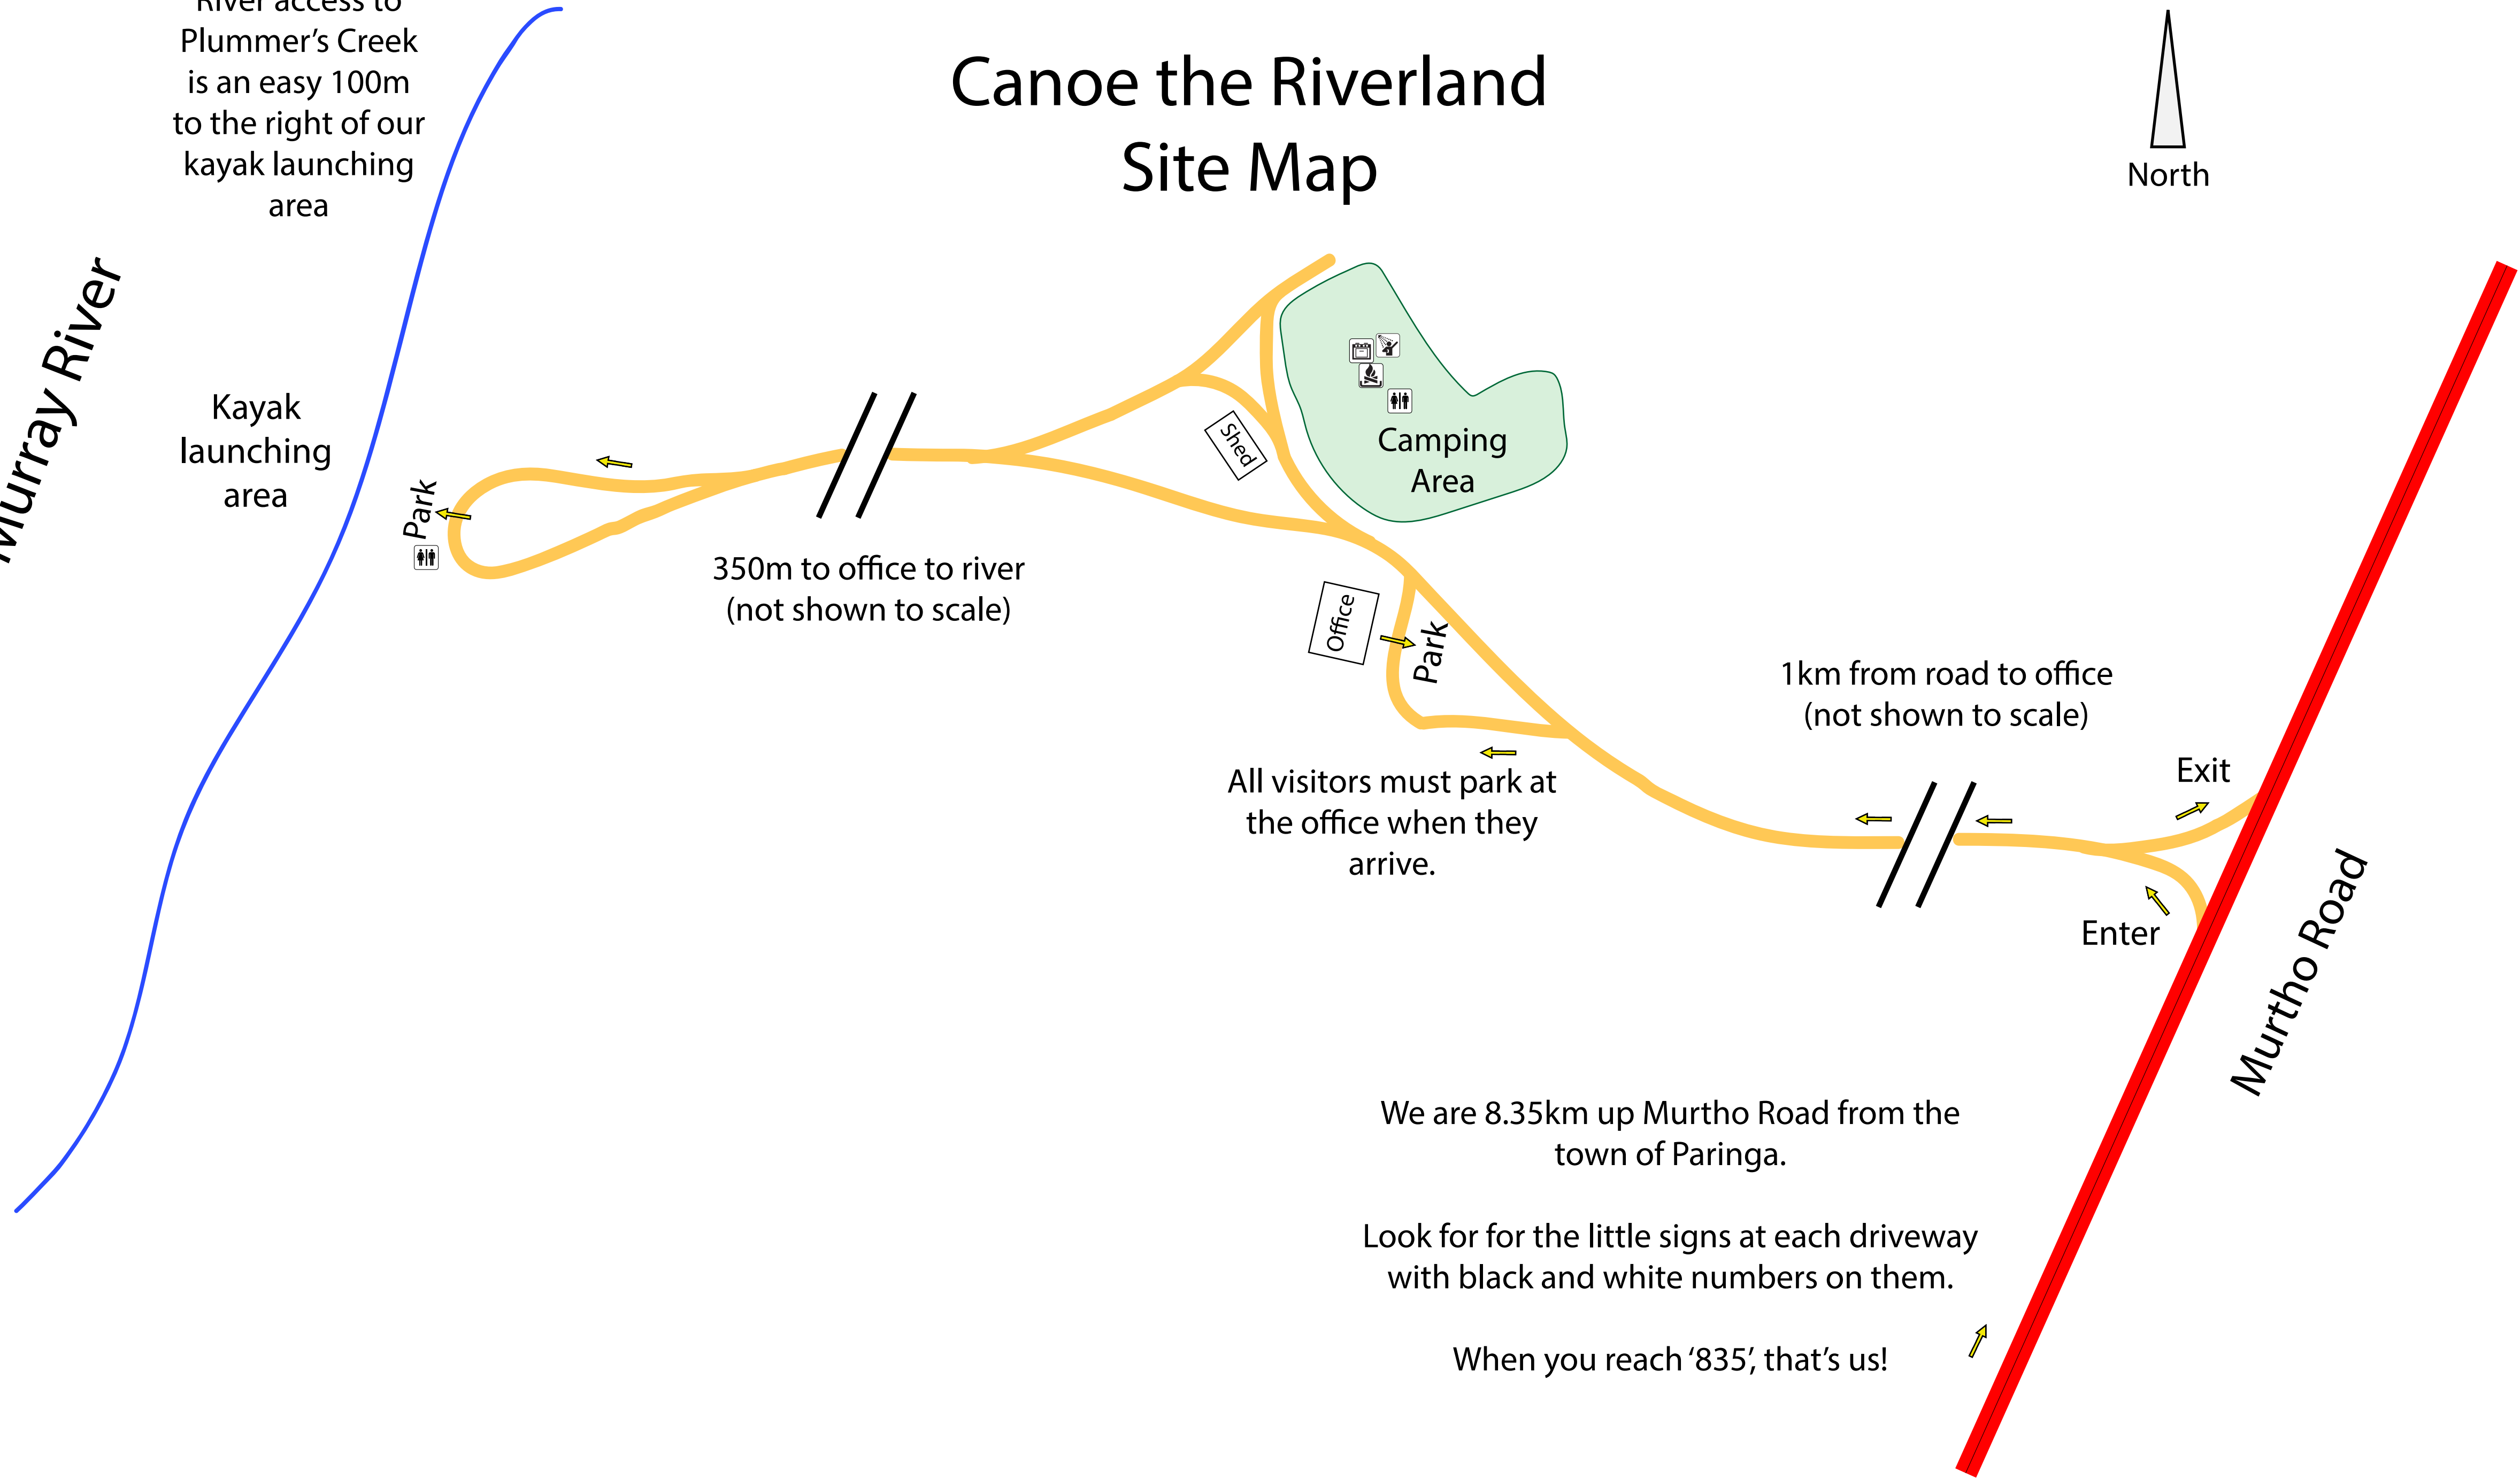 River access to
Plummer’s Creek
is an easy 100m
to the right of our
kayak launching
area
Canoe the Riverland
Site Map
North
Murray River
Kayak
launching
area
Park
350m to office to river
(not shown to scale)
Shed
Camping
Area
Office
Park
All visitors must park at
the office when they
arrive.
1km from road to office
(not shown to scale)
Exit
Enter
Murtho Road
We are 8.35km up Murtho Road from the
town of Paringa.
Look for for the little signs at each driveway
with black and white numbers on them.
When you reach ‘835’, that’s us!